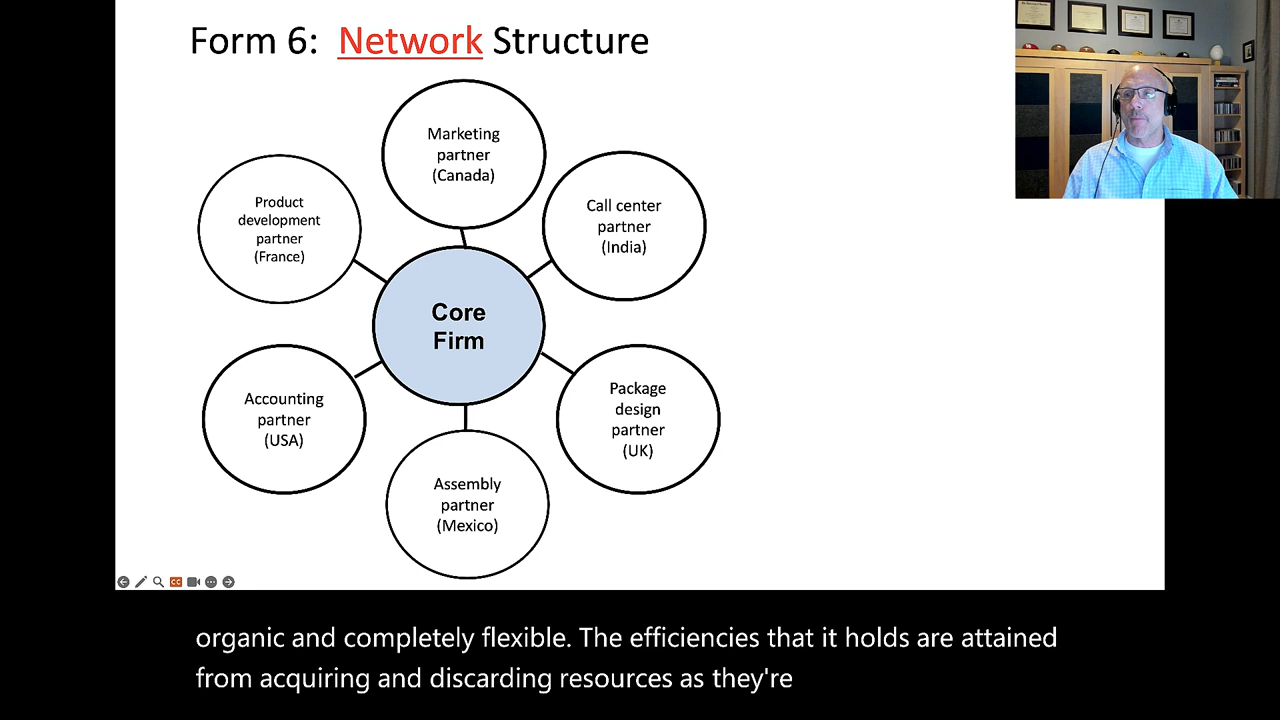 Form 6: Network Structure
Marketing
partner
(Canada)
Product
development
partner
(France)
Call center
partner
(India)
Core
Firm
Accounting
partner
(USA)
Package
design
partner
(UK)
Assembly
partner
(Mexico)
CC
organic and completely flexible. The efficiencies that it holds are attained
from acquiring and discarding resources as they're